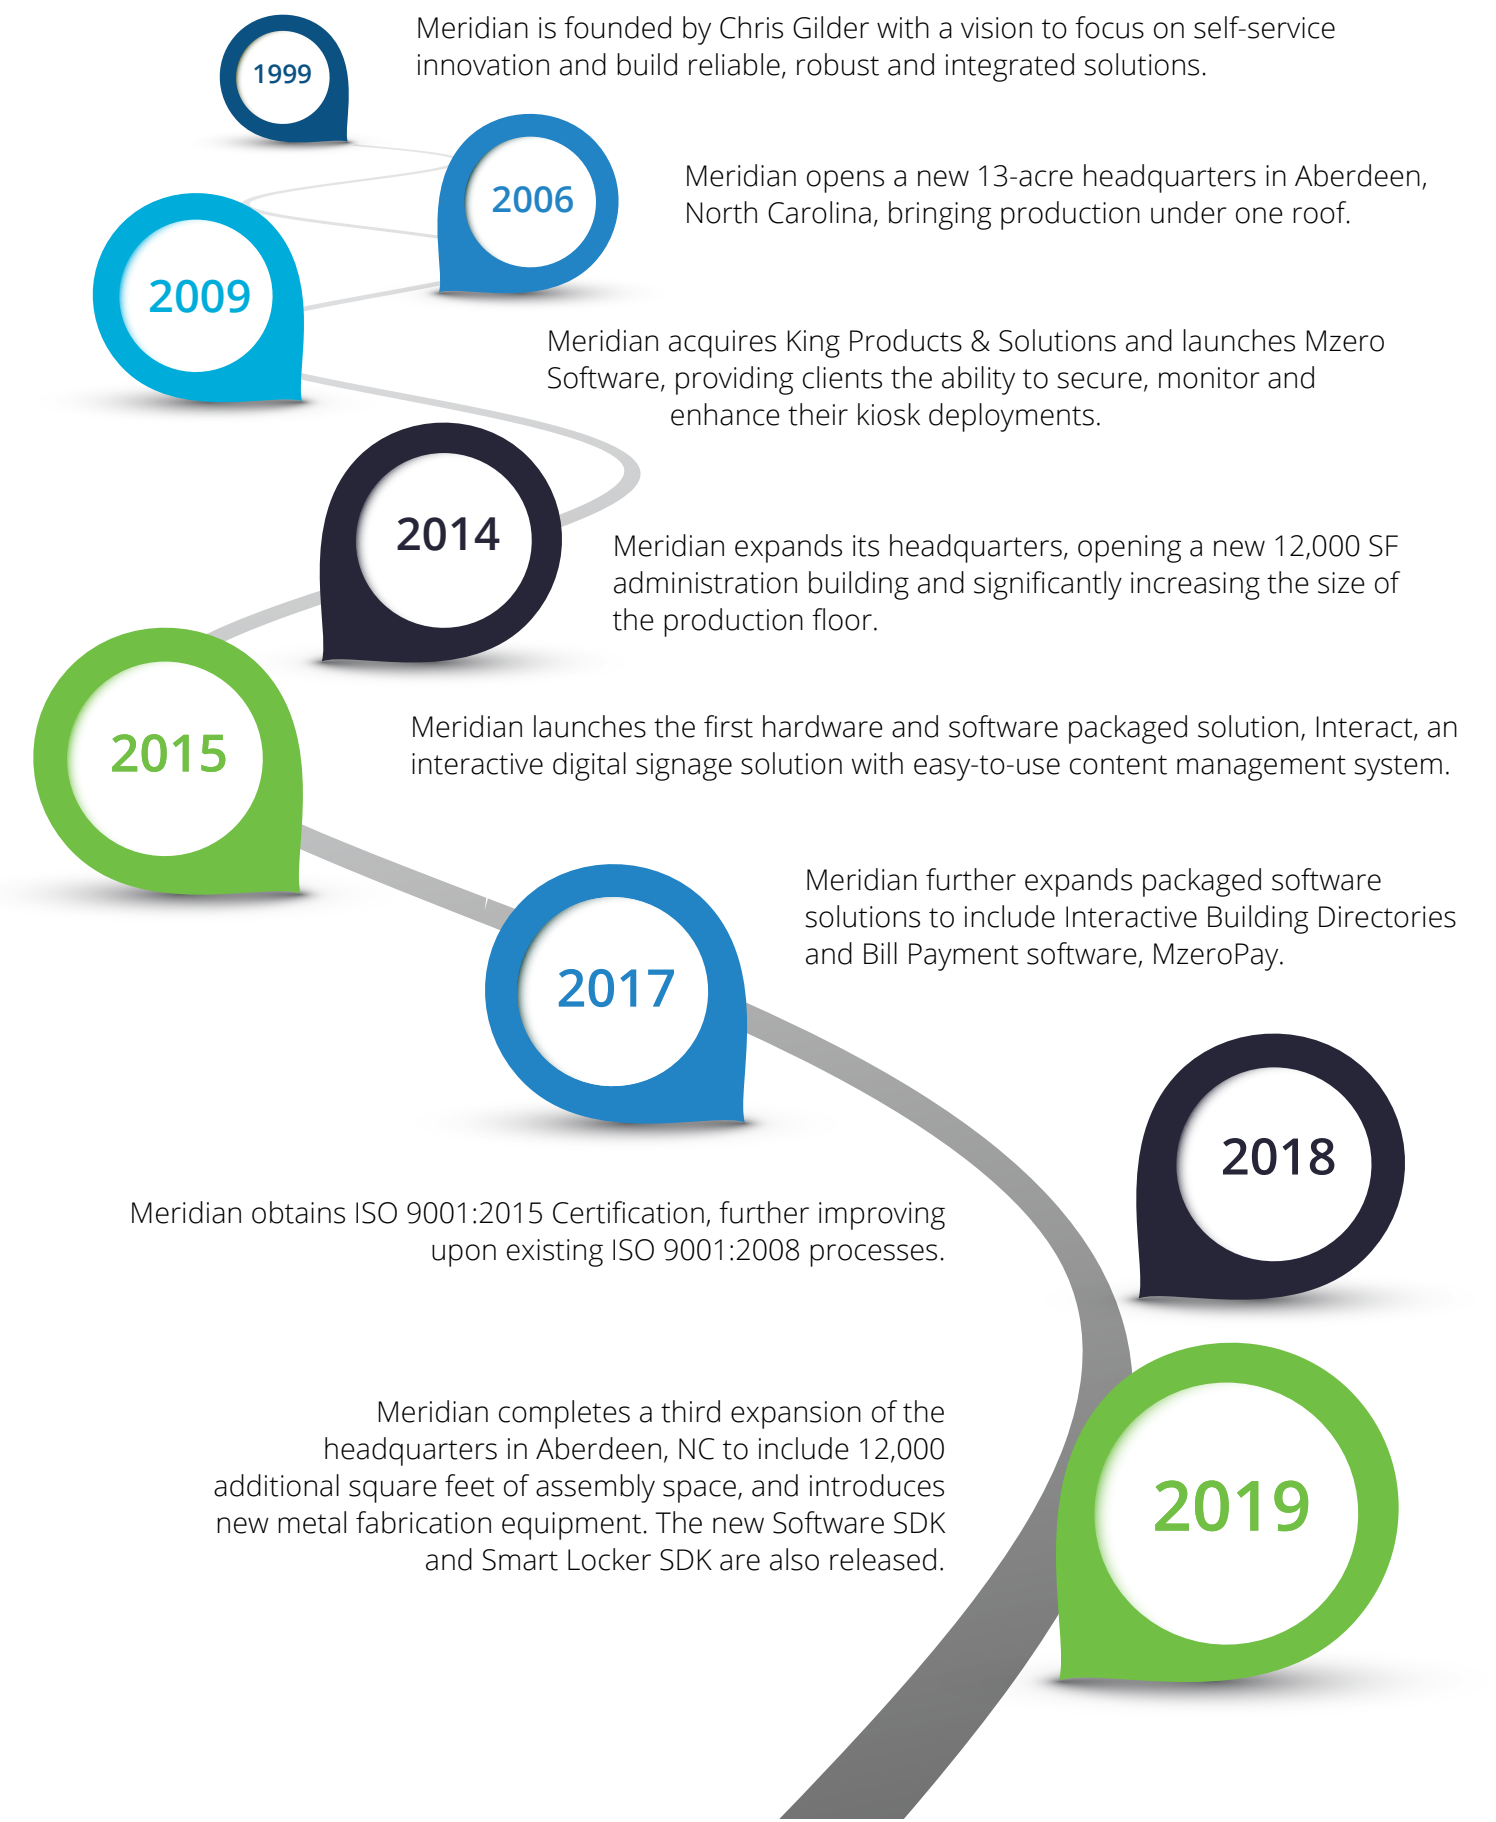 1999
Meridian is founded by Chris Gilder with a vision to focus on self-service
innovation and build reliable, robust and integrated solutions.
2006
Meridian opens a new 13-acre headquarters in Aberdeen,
North Carolina, bringing production under one roof.
2009
Meridian acquires King Products & Solutions and launches Mzero
Software, providing clients the ability to secure, monitor and
enhance their kiosk deployments.
2014
Meridian expands its headquarters, opening a new 12,000 SF
administration building and significantly increasing the size of
the production floor.
2015
Meridian launches the first hardware and software packaged solution, Interact, an
interactive digital signage solution with easy-to-use content management system.
2017
Meridian further expands packaged software
solutions to include Interactive Building Directories
and Bill Payment software, MzeroPay.
2018
Meridian obtains ISO 9001:2015 Certification, further improving
upon existing ISO 9001:2008 processes.
2019
Meridian completes a third expansion of the
headquarters in Aberdeen, NC to include 12,000
additional square feet of assembly space, and introduces
new metal fabrication equipment. The new Software SDK
and Smart Locker SDK are also released.